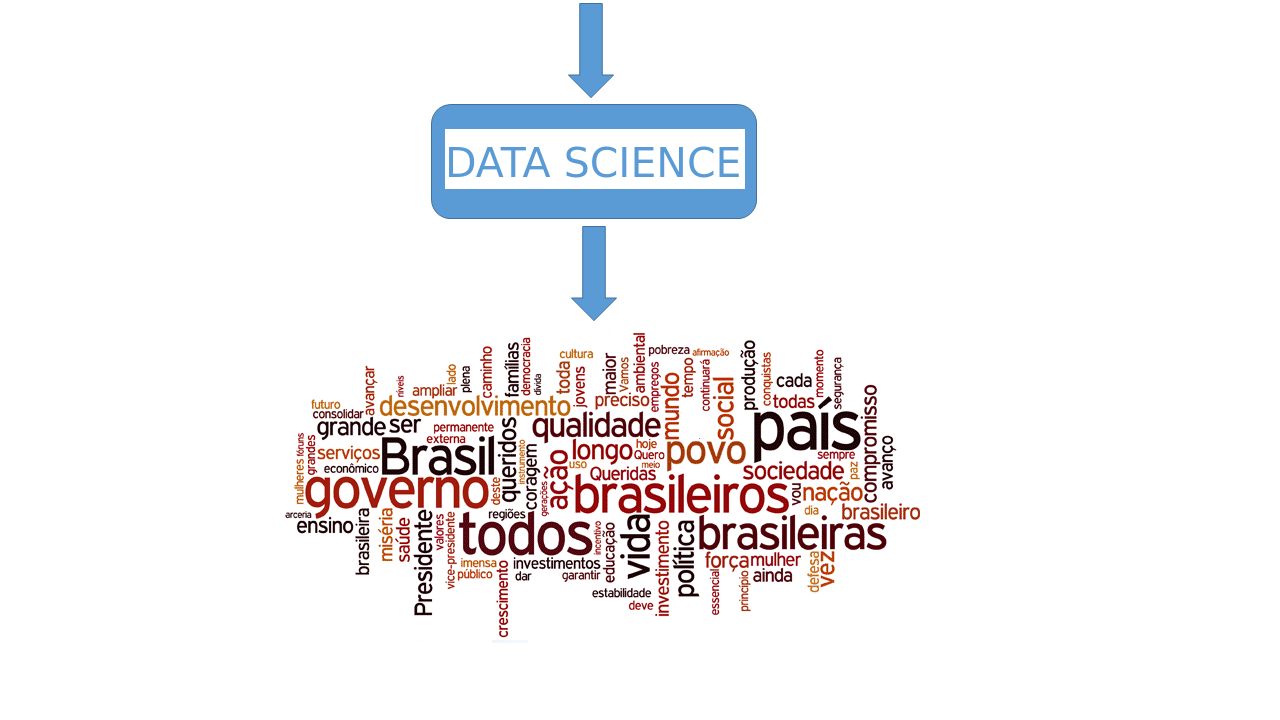 DATA SCIENCE
pobreza
afirmação
democracia
ambiental
produção
famílias
caminho
cultura
maior
Vamos
tempo
continuará
conquistas
momento
segurança
avançar
níveis
lado
plena
dívida
toda
jovens
empregos
mundo
social
cada
todas
ampliar
preciso
futuro
consolidar
desenvolvimento
país
compromisso
grande
ser
permanente
externa
queridos
qualidade
avanço
fóruns
grandes
serviços
econômico
Brasil
instrumento
coragem
ação
longo
hoje
Quero
meio
povo
sempre
paz
mulheres
uso
Queridas
sociedade
governo
deste
gerações
brasileiros
vou
nação
dia
brasileiro
arceria
ensino
regiões
brasileira
miséria
saúde
Presidente
valores
vice-presidente
todos
incentivo
educação
vida
investimento
política
brasileiras
imensa
público
crescimento
investimentos
dar
garantir
força
mulher
ainda
defesa
vez
essencial
princípio
estabilidade
deve